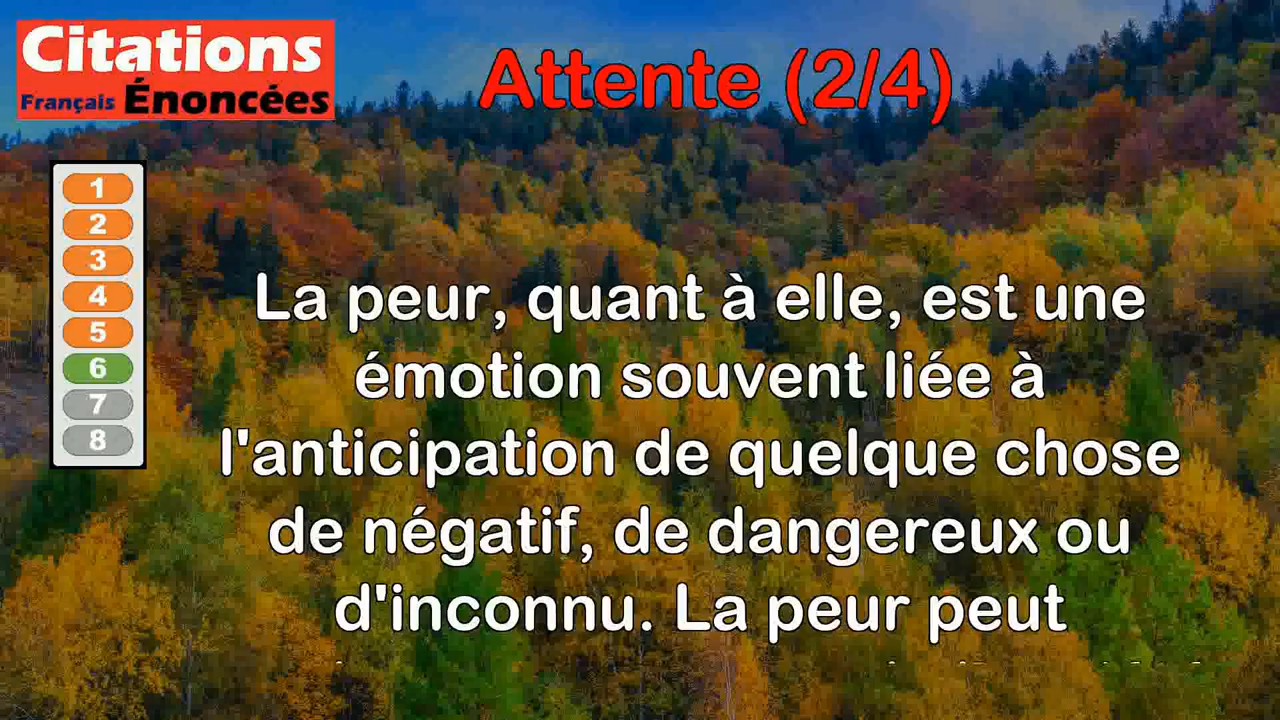 Citations
Français Énoncées
Attente (2/4)
1
2
3
4
5
6
7
8
La peur, quant à elle, est une
émotion souvent liée à
l'anticipation de quelque chose
de négatif, de dangereux ou
d'inconnu. La peur peut